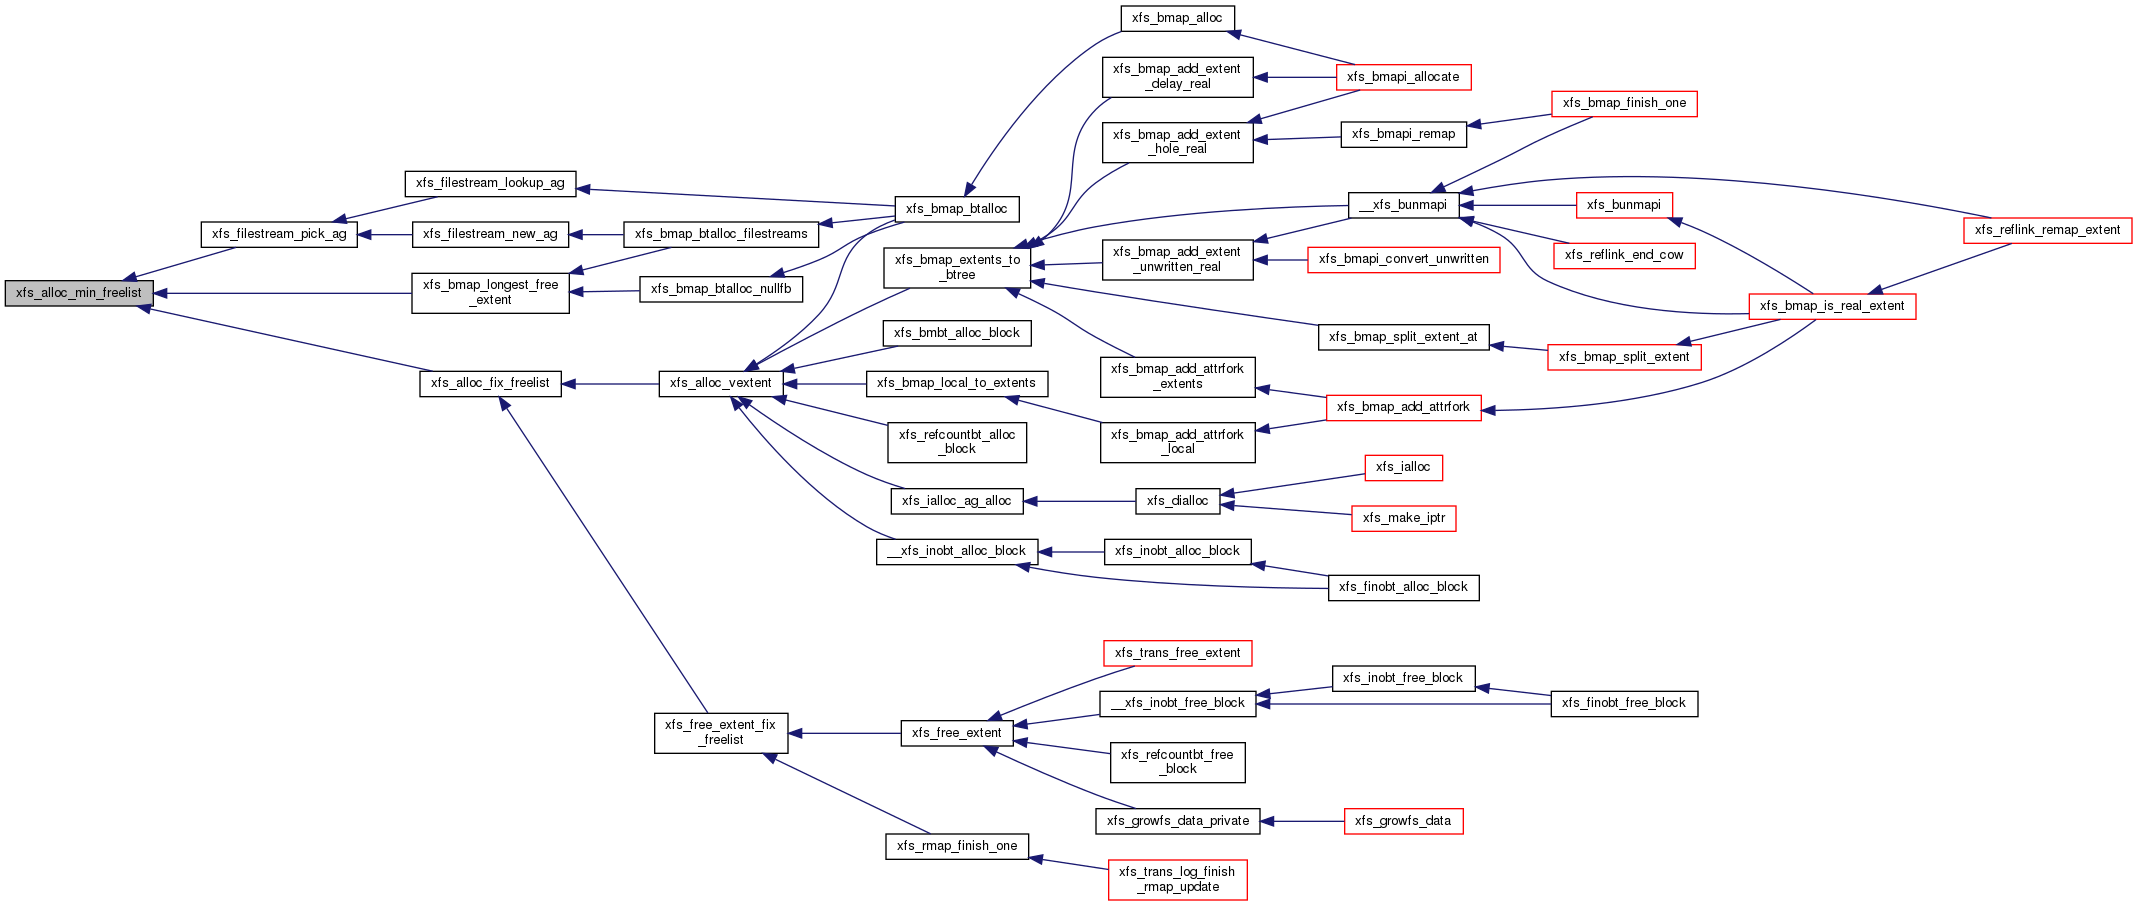 xfs_bmap_alloc
xfs_bmap_add_extent
_delay_real
xfs_bmapi_allocate
xfs_bmap_finish_one
xfs_bmap_add_extent
_hole_real
xfs_bmapi_remap
xfs_filestream_lookup_ag
xfs_bmap_btalloc
__xfs_bunmapi
xfs_bunmapi
xfs_filestream_pick_ag
xfs_filestream_new_ag
xfs_bmap_btalloc_filestreams
xfs_reflink_remap_extent
xfs_bmap_extents_to
_btree
xfs_bmap_add_extent
_unwritten_real
xfs_bmapi_convert_unwritten
xfs_reflink_end_cow
xfs_alloc_min_freelist
xfs_bmap_longest_free
_extent
xfs_bmap_btalloc_nullfb
xfs_bmap_is_real_extent
xfs_bmbt_alloc_block
xfs_bmap_split_extent_at
xfs_bmap_split_extent
xfs_alloc_fix_freelist
xfs_alloc_vextent
xfs_bmap_local_to_extents
xfs_bmap_add_attrfork
_extents
xfs_bmap_add_attrfork
xfs_refcountbt_alloc
_block
xfs_bmap_add_attrfork
_local
xfs_ialloc
xfs_ialloc_ag_alloc
xfs_dialloc
xfs_make_iptr
__xfs_inobt_alloc_block
xfs_inobt_alloc_block
xfs_finobt_alloc_block
xfs_trans_free_extent
xfs_inobt_free_block
__xfs_inobt_free_block
xfs_finobt_free_block
xfs_free_extent_fix
_freelist
xfs_free_extent
xfs_refcountbt_free
_block
xfs_growfs_data_private
xfs_growfs_data
xfs_rmap_finish_one
xfs_trans_log_finish
_rmap_update